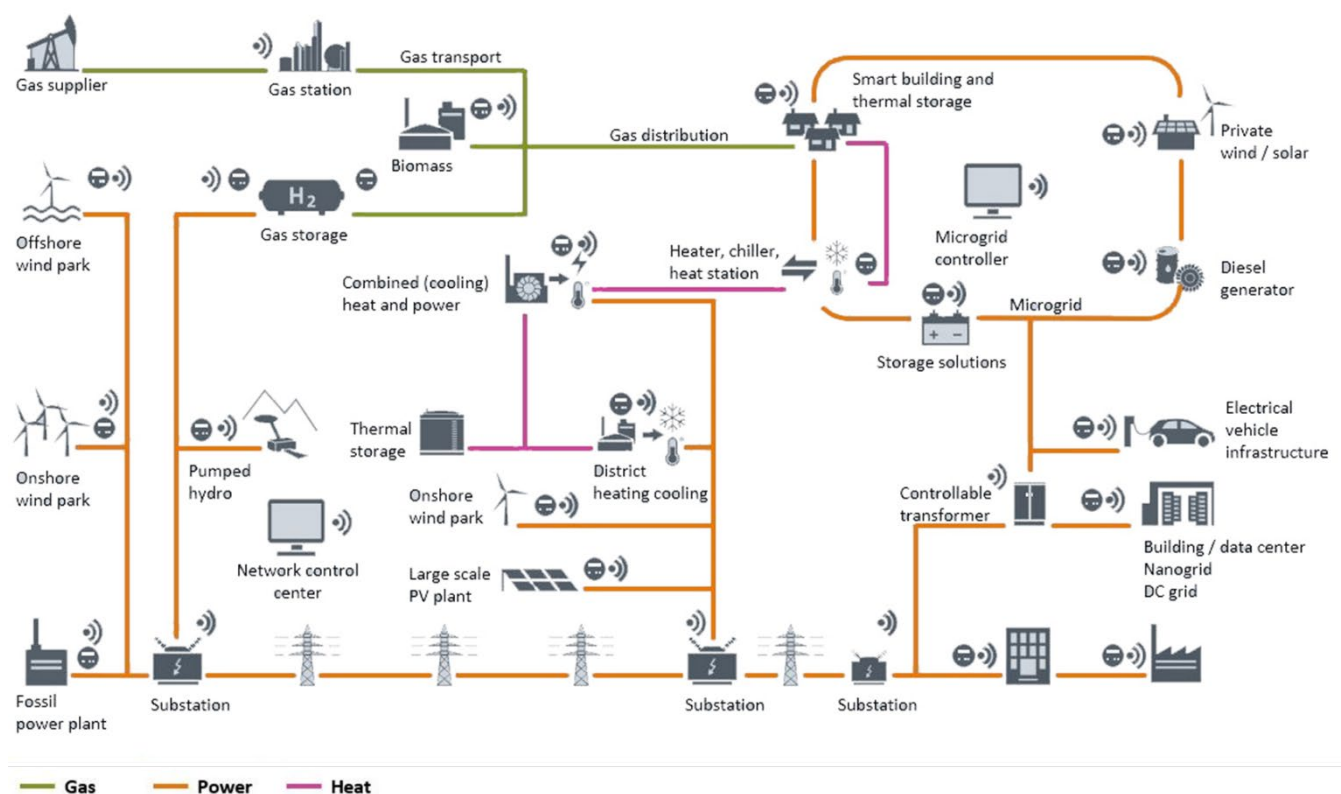 Gas supplier
Gas station
Gas transport
Biomass
Gas distribution
Smart building and
thermal storage
Private
wind / solar
H2
Gas storage
Offshore
wind park
Combined (cooling)
heat and power
Heater, chiller,
heat station
Microgrid
controller
Diesel
generator
Microgrid
+ -
Storage solutions
Onshore
wind park
Pumped
hydro
Thermal
storage
District
heating cooling
Electrical
vehicle
infrastructure
Onshore
wind park
Controllable
transformer
Network control
center
Large scale
PV plant
Building / data center
Nanogrid
DC grid
Fossil
power plant
Substation
Substation
Substation
Gas
Power
Heat